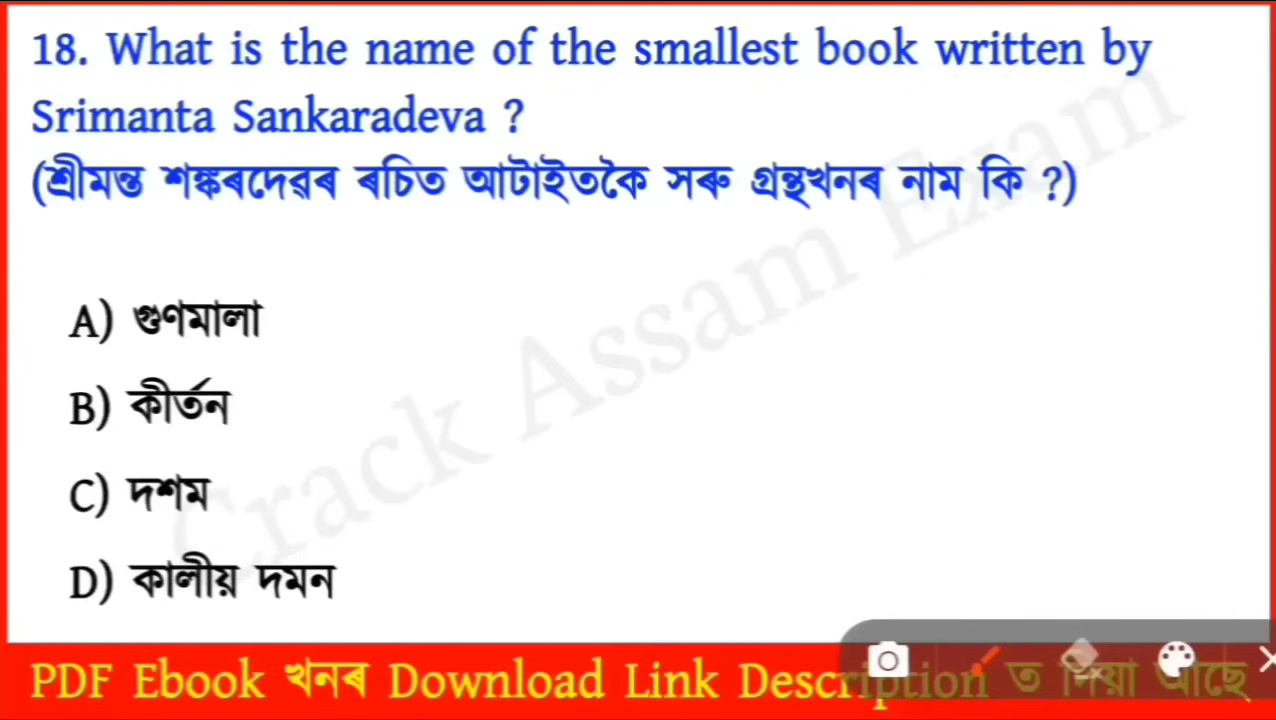 18. What is the name of the smallest book written by
Srimanta Sankaradeva ?
(শ্ৰীমন্ত শঙ্কৰদেৱৰ ৰচিত আটাইতকৈ সৰু গ্ৰন্থখনৰ নাম কি ?)
A) গুণমালা
B) কীৰ্তন
C) দশম
D) কালীয় দমন
Crack Assam Exam
PDF Ebook খনৰ Download Link Description ত দিয়া আছে